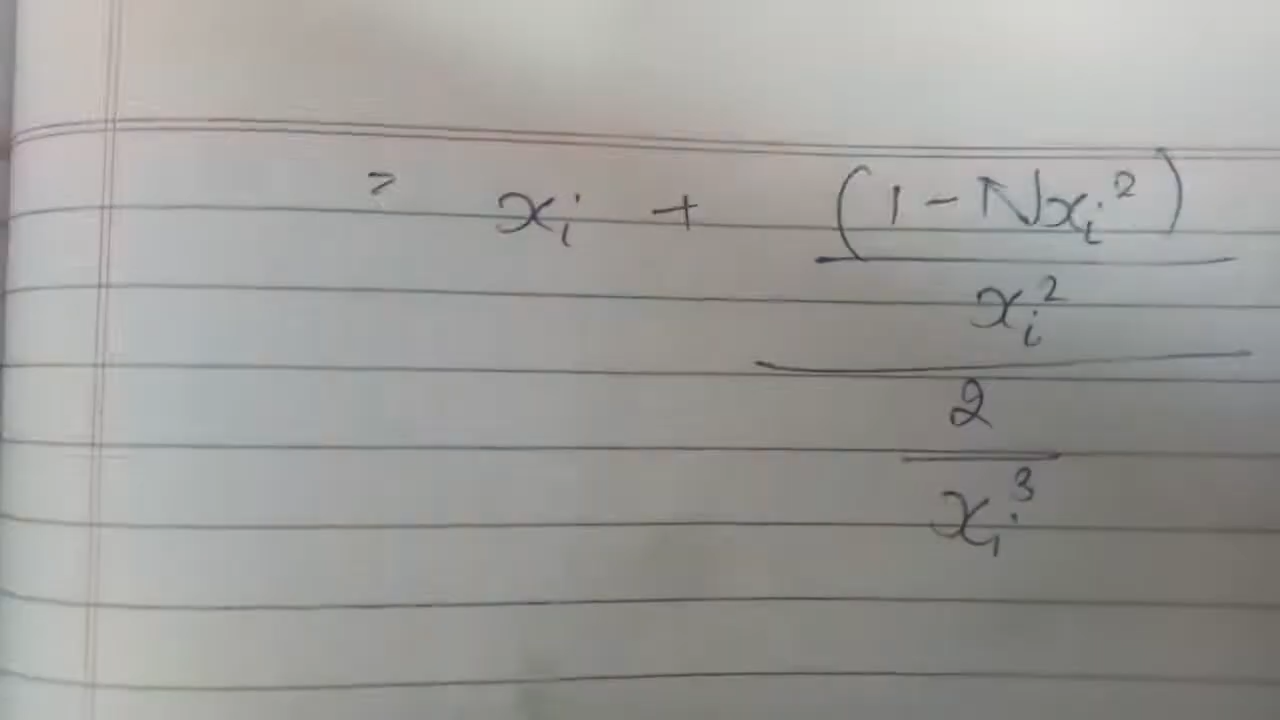 = xᵢ + (1 - Nxᵢ²)
xᵢ²
2
xᵢ³